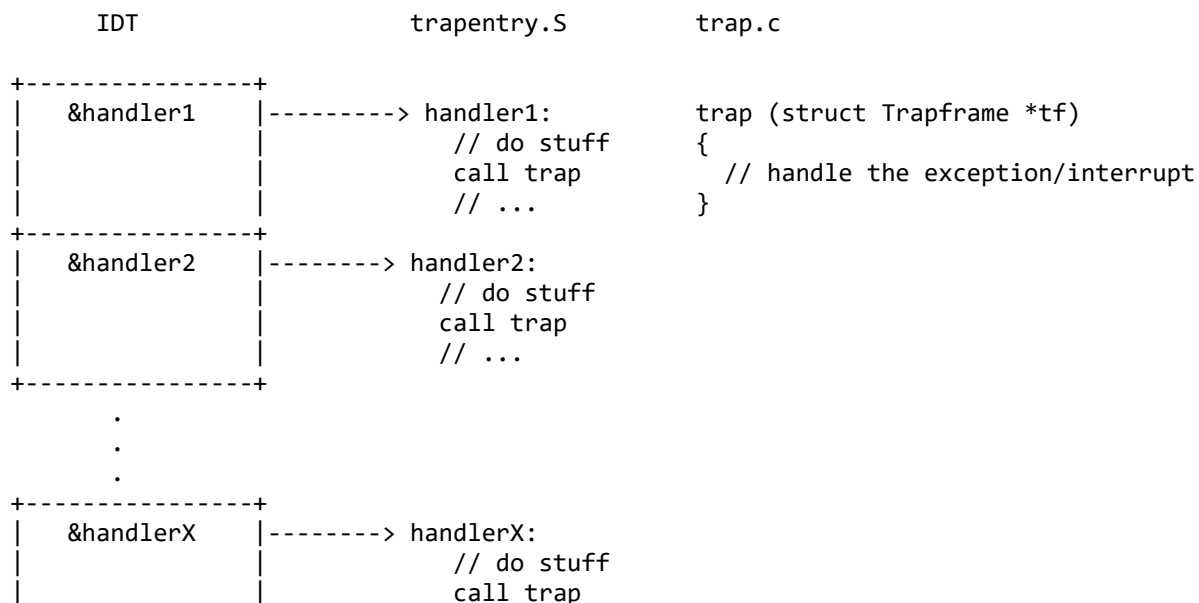 IDT                   trapentry.S         trap.c

+----------------+
|   &handler1    |---------> handler1:          trap (struct Trapframe *tf)
|                |             // do stuff      {
|                |             call trap          // handle the exception/interrupt
|                |             // ...           }
+----------------+
|   &handler2    |--------> handler2:
|                |            // do stuff
|                |            call trap
|                |            // ...
+----------------+
       .
       .
       .
+----------------+
|   &handlerX    |--------> handlerX:
|                |             // do stuff
|                |             call trap